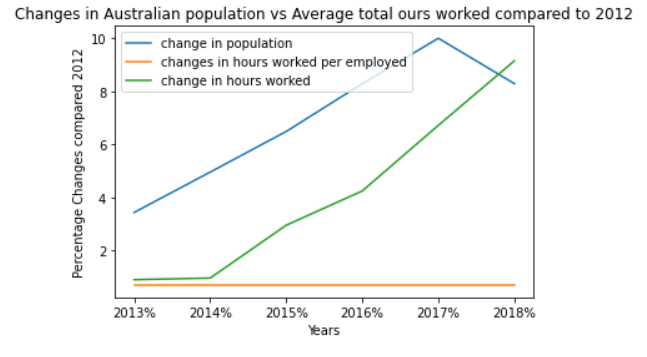 Changes in Australian population vs Average total ours worked compared to 2012
change in population
changes in hours worked per employed
change in hours worked
Percentage Changes compared 2012
10
8
6
4
2
2013% 2014% 2015% 2016% 2017% 2018%
Years